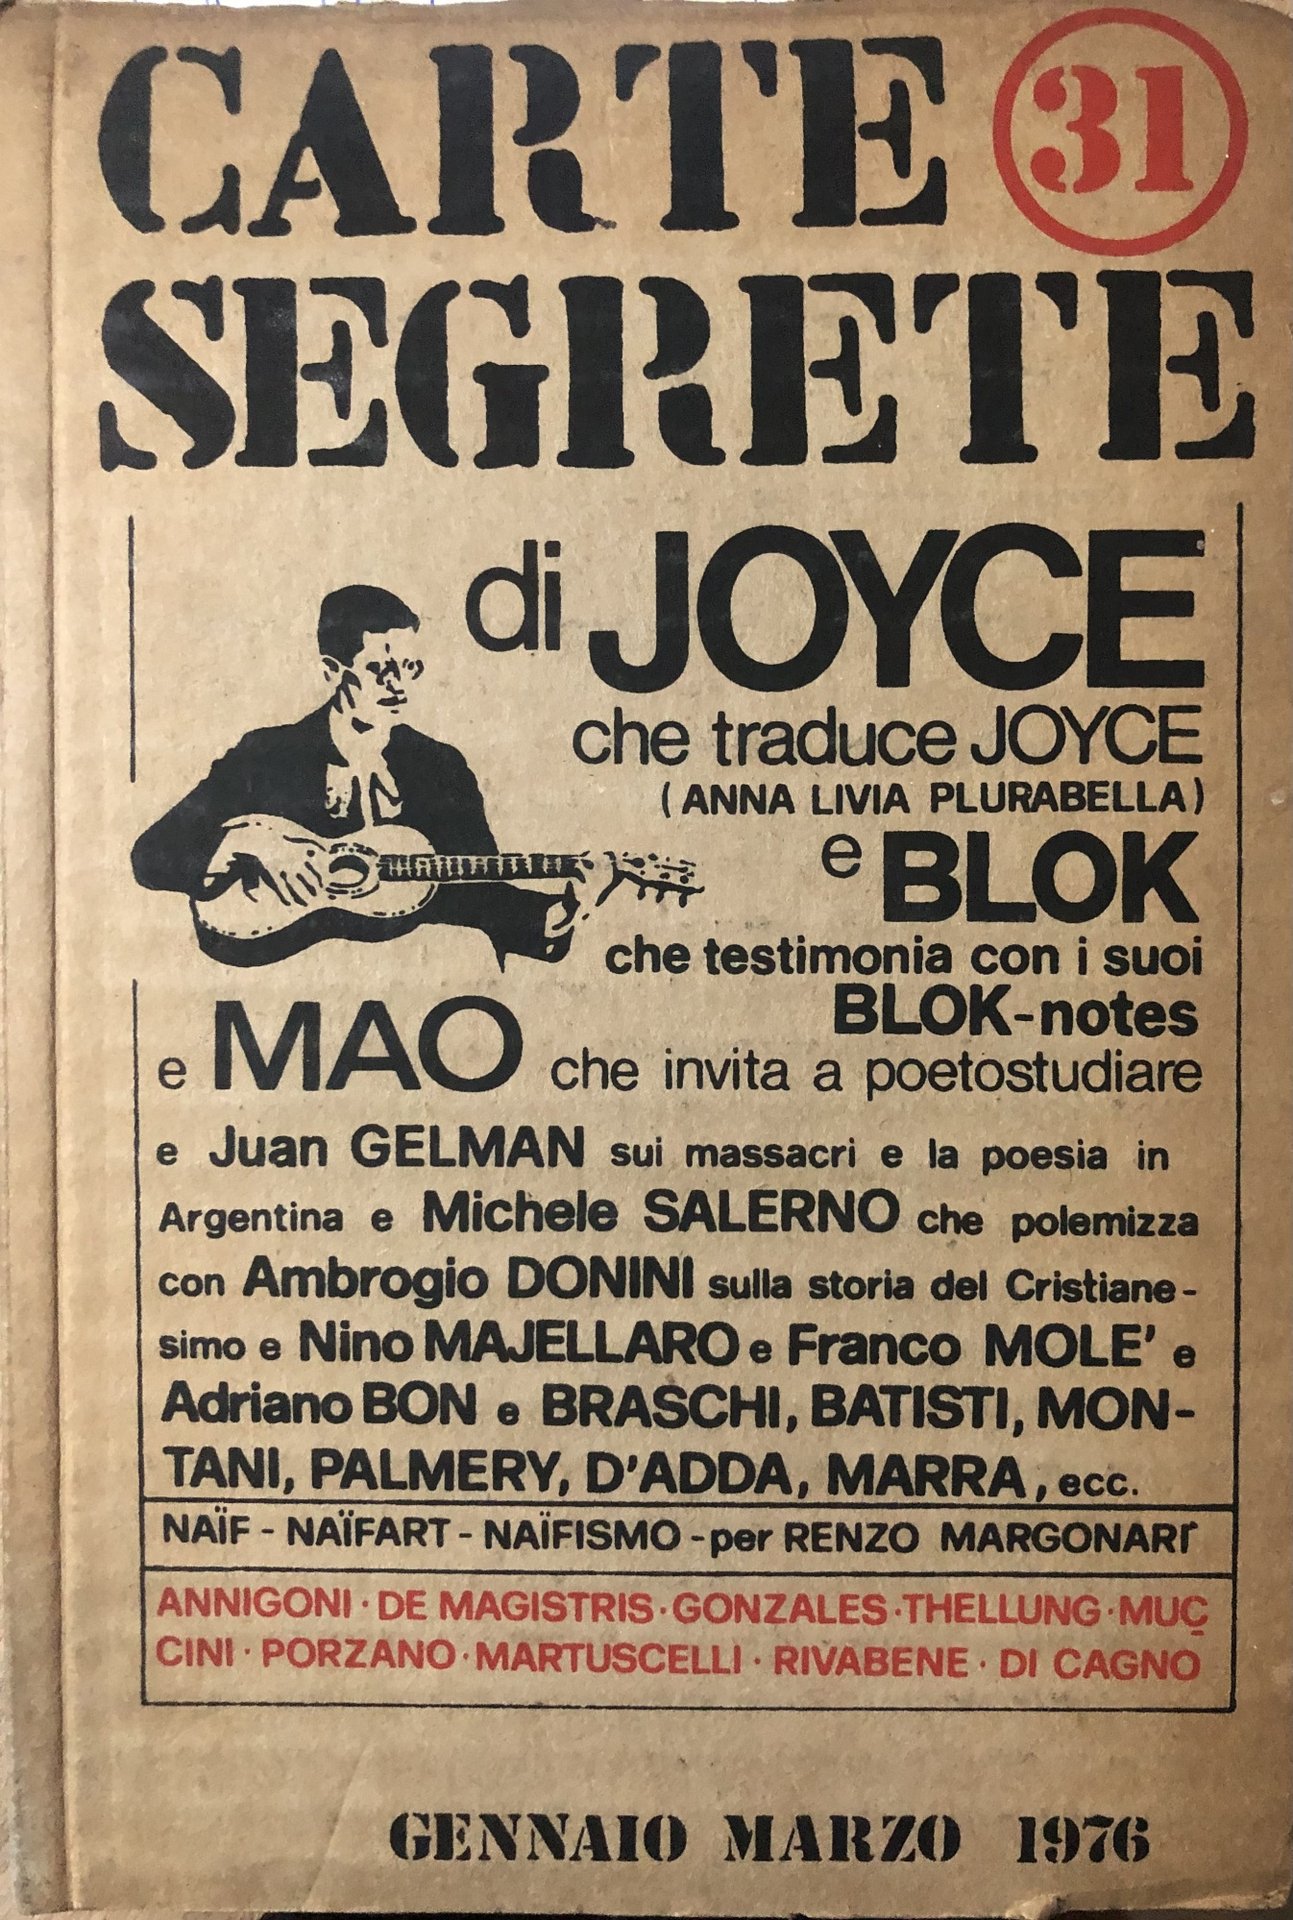 CARTE 31
SEGRETE
di JOYCE
che traduce JOYCE
(ANNA LIVIA PLURABELLA)
e BLOK
che testimonia con i suoi
BLOK-notes
e MAO che invita a poetostudiare
e Juan GELMAN sui massacri e la poesia in
Argentina e Michele SALERNO che polemizza
con Ambrogio DONINI sulla storia del Cristiane-
simo e Nino MAJELLARO e Franco MOLE' e
Adriano BON e BRASCHI, BATISTI, MON-
TANI, PALMERY, D'ADDA, MARRA, ecc.
NAÏF - NAÏFART - NAÏFISMO - per RENZO MARGONARI
ANNIGONI · DE MAGISTRIS · GONZALES · THELLUNG · MUC-
CINI · PORZANO · MARTUSCELLI · RIVABENE · DI CAGNO
GENNAIO MARZO 1976